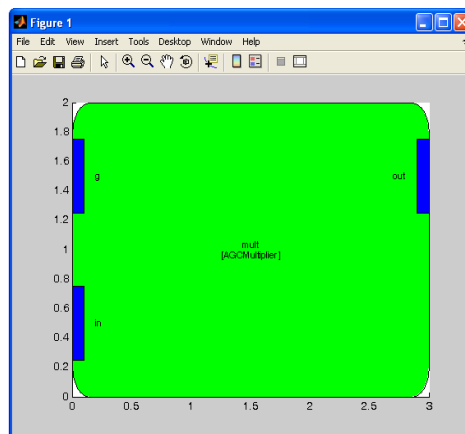 Figure 1
File Edit View Insert Tools Desktop Window Help
2
1.8
1.6
g
out
1.4
1.2
1
mult
[AGCMultiplier]
0.8
0.6
in
0.4
0.2
0
0 0.5 1 1.5 2 2.5 3